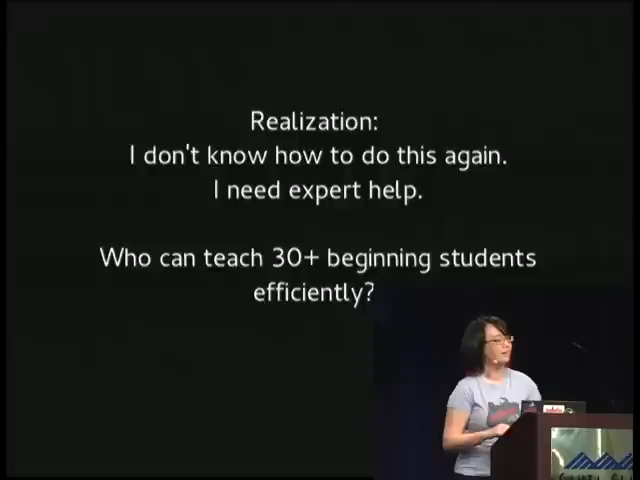 Realization:
I don't know how to do this again.
I need expert help.
Who can teach 30+ beginning students
efficiently?